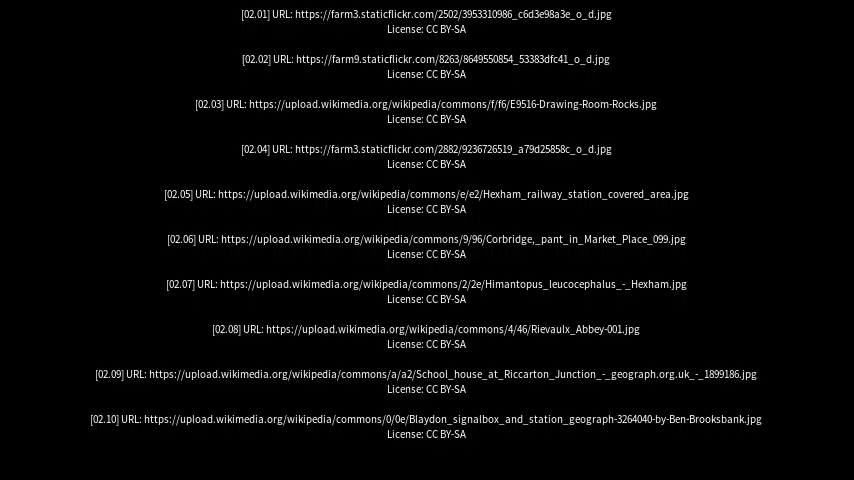 [02.01] URL: https://farm3.staticflickr.com/2502/3953310986_c6d3e98a3e_o_d.jpg
License: CC BY-SA
[02.02] URL: https://farm9.staticflickr.com/8263/8649550854_53383dfc41_o_d.jpg
License: CC BY-SA
[02.03] URL: https://upload.wikimedia.org/wikipedia/commons/f/f6/E9516-Drawing-Room-Rocks.jpg
License: CC BY-SA
[02.04] URL: https://farm3.staticflickr.com/2882/9236726519_a79d25858c_o_d.jpg
License: CC BY-SA
[02.05] URL: https://upload.wikimedia.org/wikipedia/commons/e/e2/Hexham_railway_station_covered_area.jpg
License: CC BY-SA
[02.06] URL: https://upload.wikimedia.org/wikipedia/commons/9/96/Corbridge,_pant_in_Market_Place_099.jpg
License: CC BY-SA
[02.07] URL: https://upload.wikimedia.org/wikipedia/commons/2/2e/Himantopus_leucocephalus_-_Hexham.jpg
License: CC BY-SA
[02.08] URL: https://upload.wikimedia.org/wikipedia/commons/4/46/Rievaulx_Abbey-001.jpg
License: CC BY-SA
[02.09] URL: https://upload.wikimedia.org/wikipedia/commons/a/a2/School_house_at_Riccarton_Junction_-_geograph.org.uk_-_1899186.jpg
License: CC BY-SA
[02.10] URL: https://upload.wikimedia.org/wikipedia/commons/0/0e/Blaydon_signalbox_and_station_geograph-3264040-by-Ben-Brooksbank.jpg
License: CC BY-SA